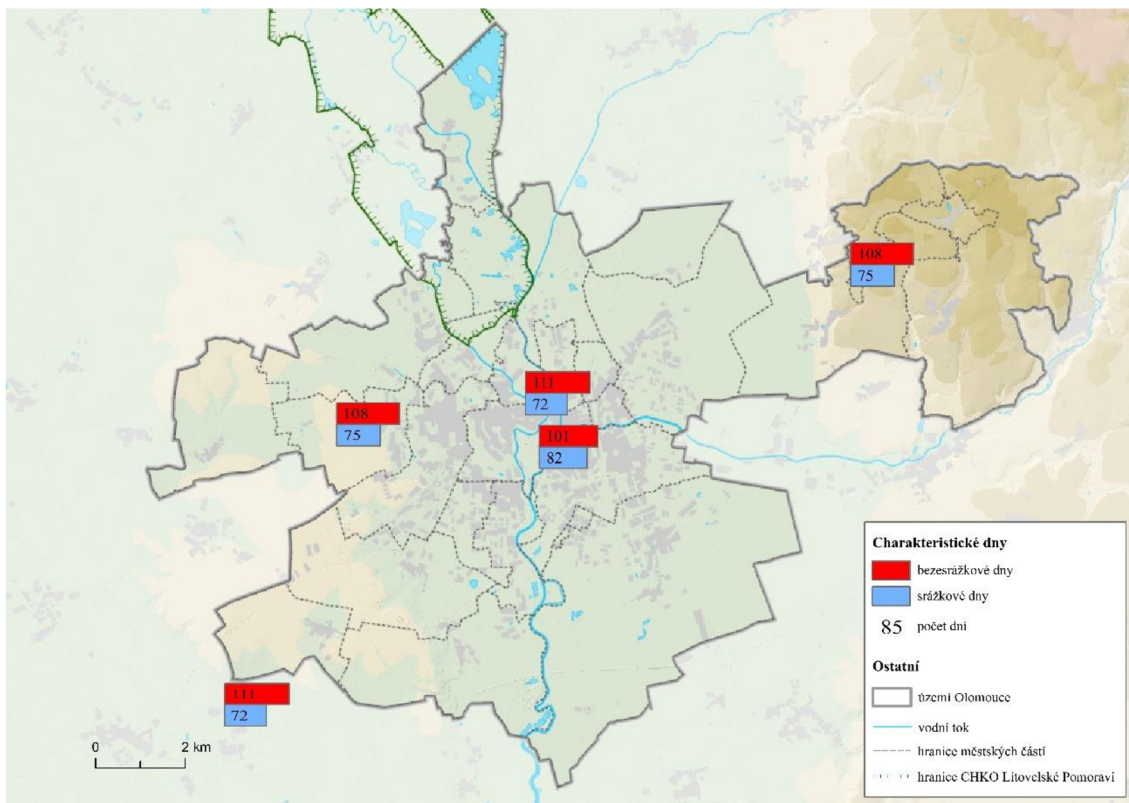 108
75
111
72
108
75
101
82
111
72
0 2 km
Charakteristické dny
bezesrážkové dny
srážkové dny
85 počet dní
Ostatní
území Olomouce
vodní tok
hranice městských částí
hranice CHKO Litovelské Pomoraví